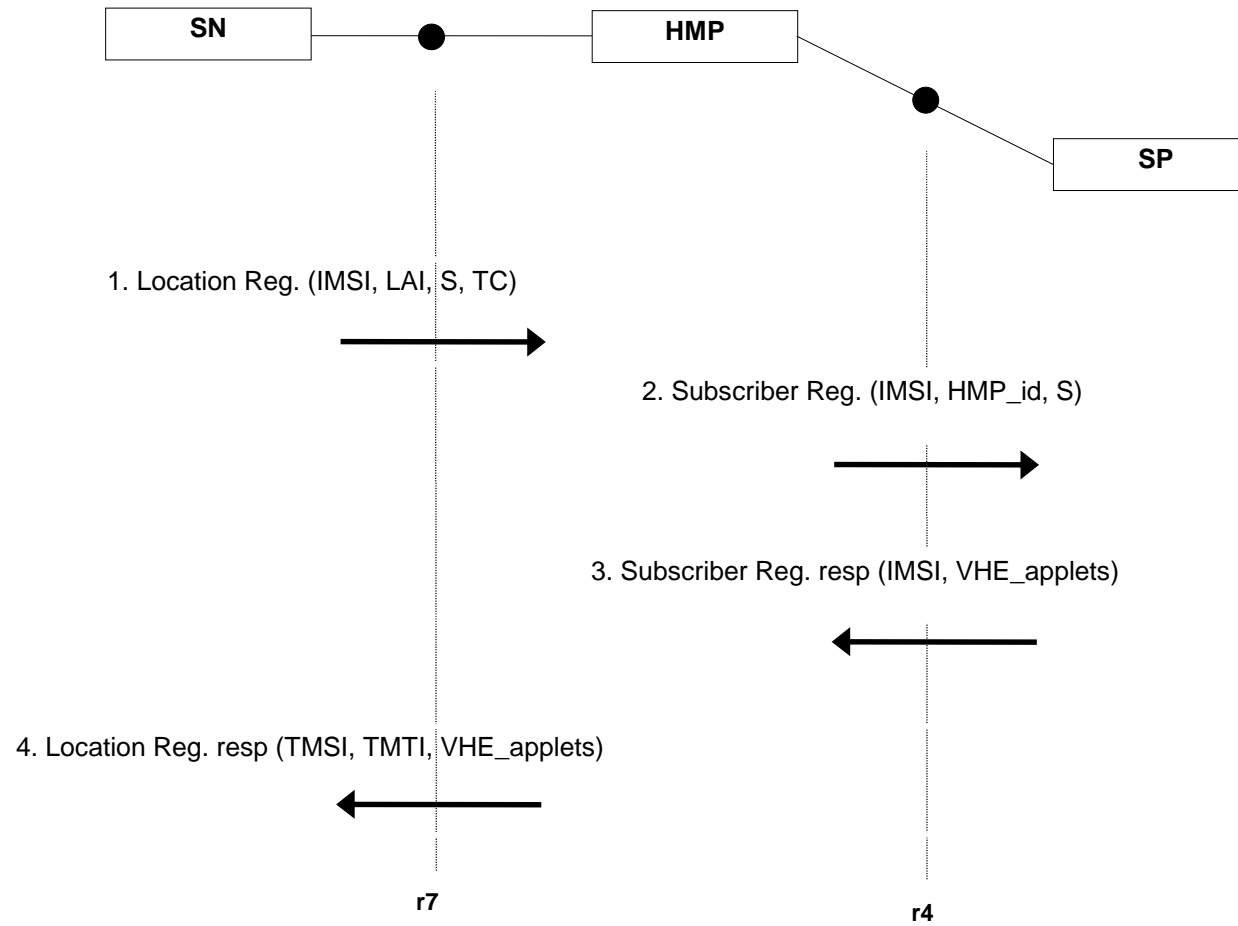 SN
HMP
SP
1. Location Reg. (IMSI, LAI, S, TC)
2. Subscriber Reg. (IMSI, HMP_id, S)
3. Subscriber Reg. resp (IMSI, VHE_applets)
4. Location Reg. resp (TMSI, TMTI, VHE_applets)
r7
r4